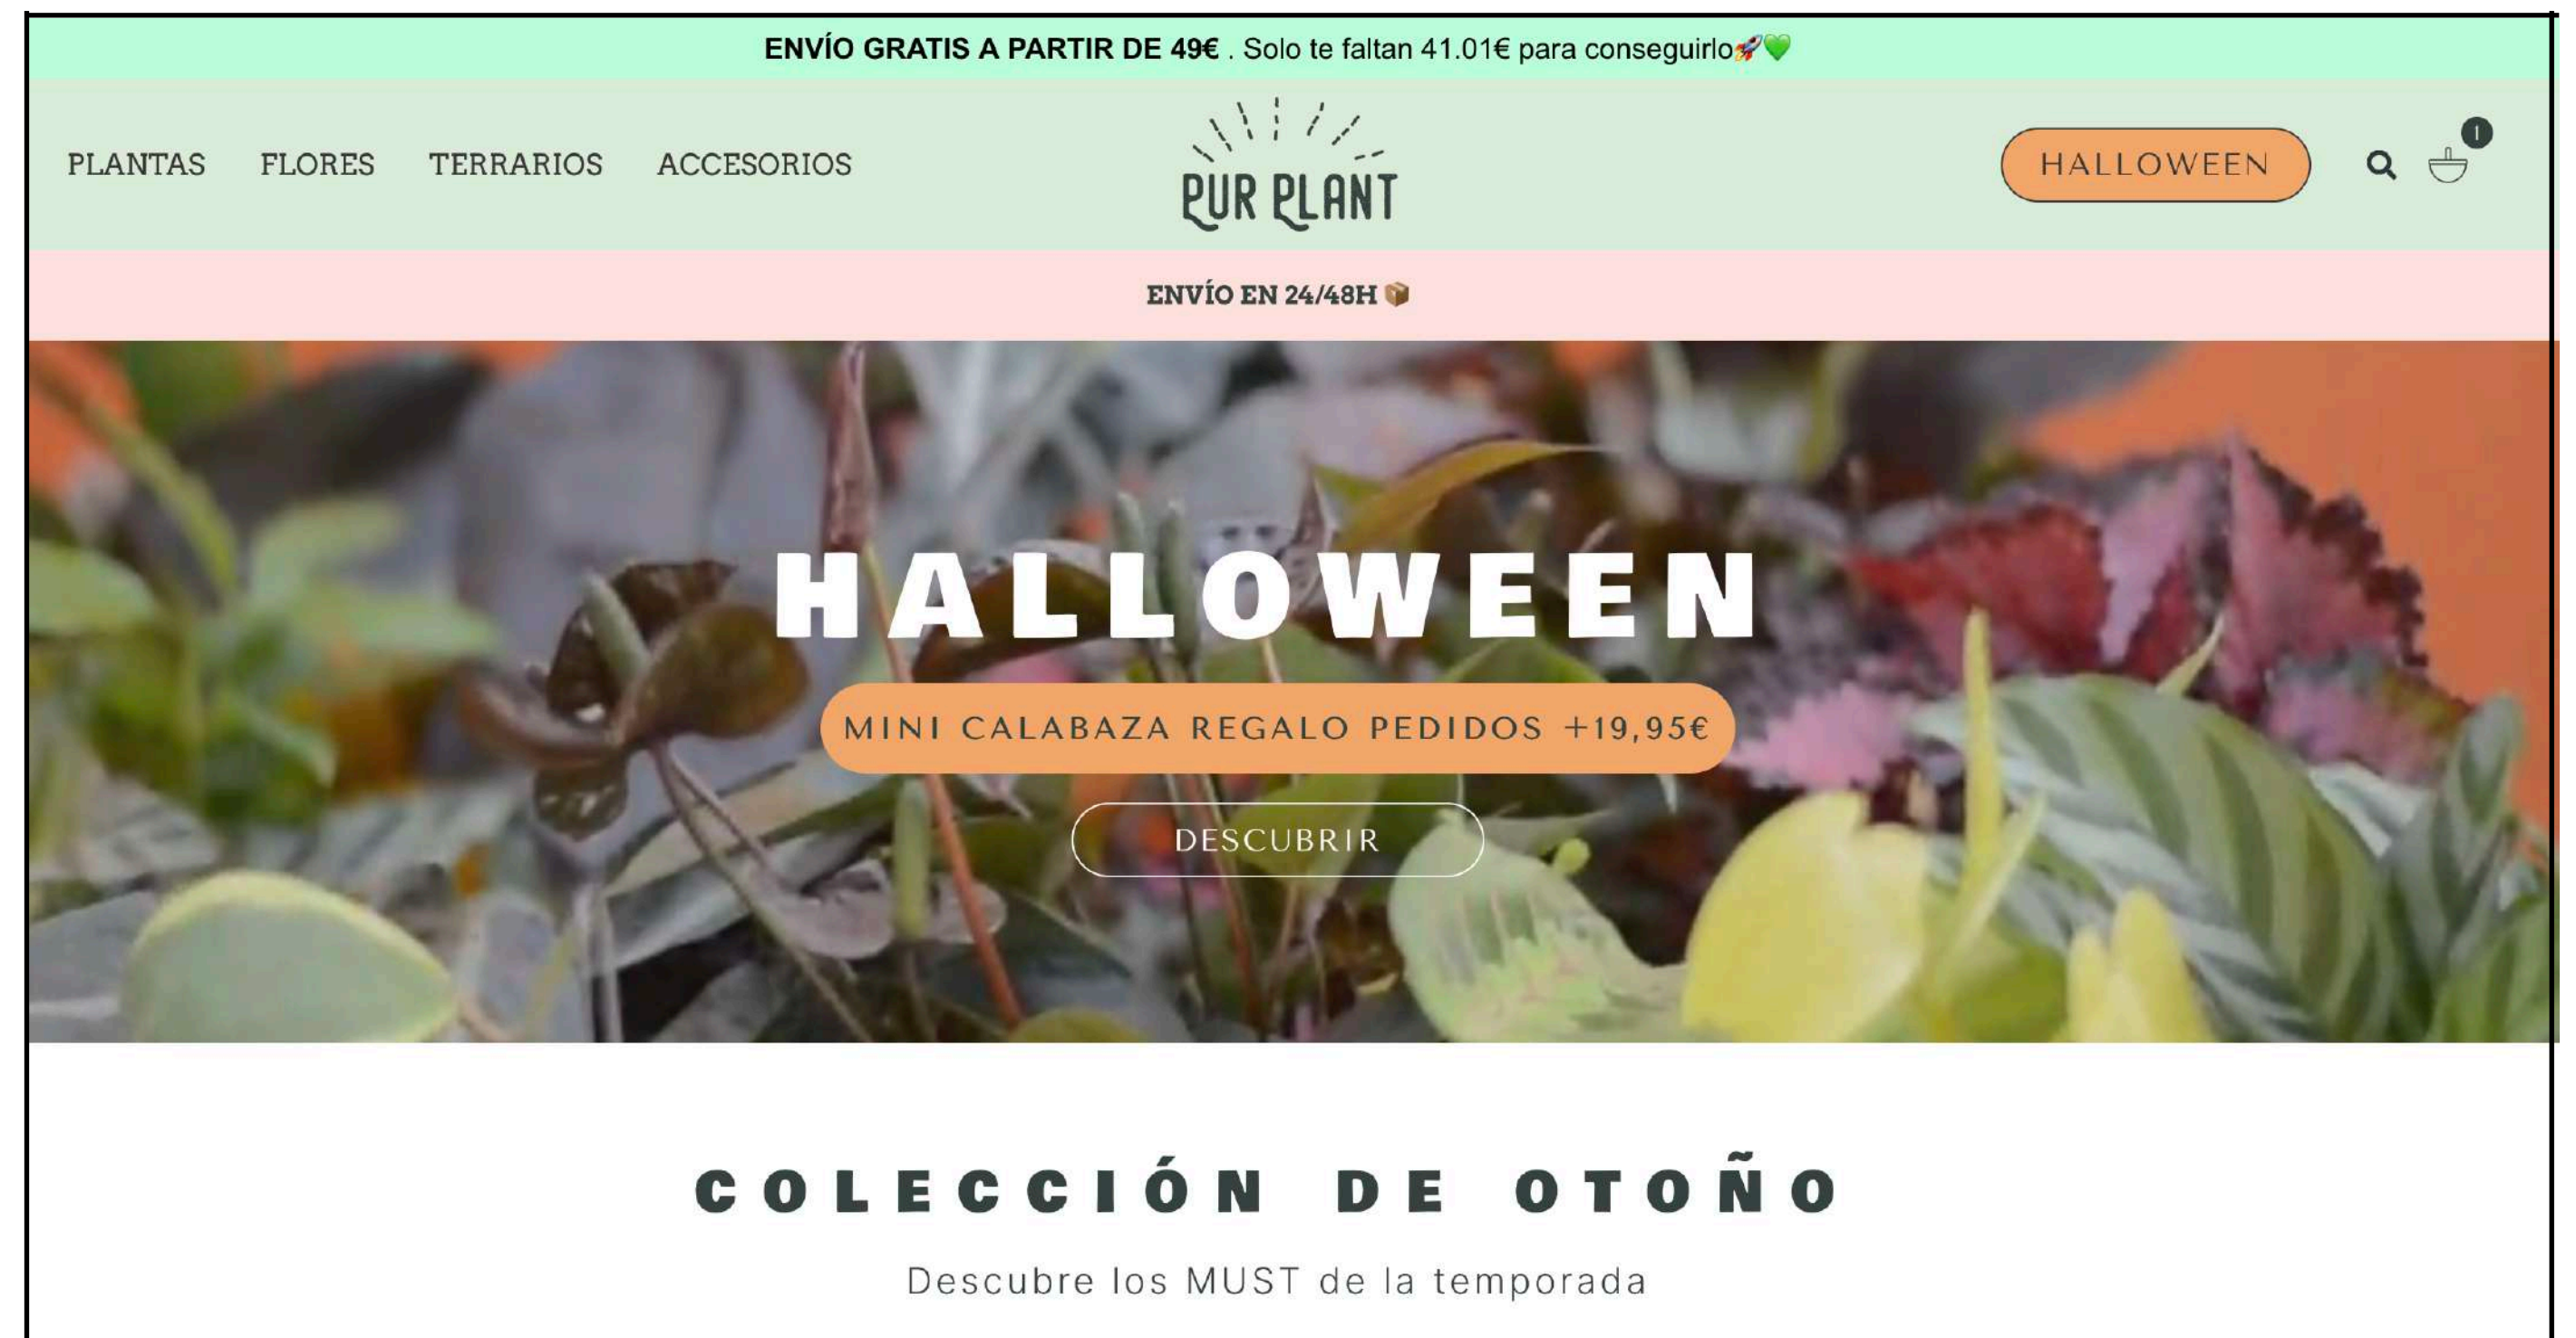 ENVÍO GRATIS A PARTIR DE 49€ . Solo te faltan 41.01€ para conseguirlo🚀💚
PLANTAS FLORES TERRARIOS ACCESORIOS
PUR PLANT
HALLOWEEN
1
ENVÍO EN 24/48H 📦
HALLOWEEN
MINI CALABAZA REGALO PEDIDOS +19,95€
DESCUBRIR
COLECCIÓN DE OTOÑO
Descubre los MUST de la temporada